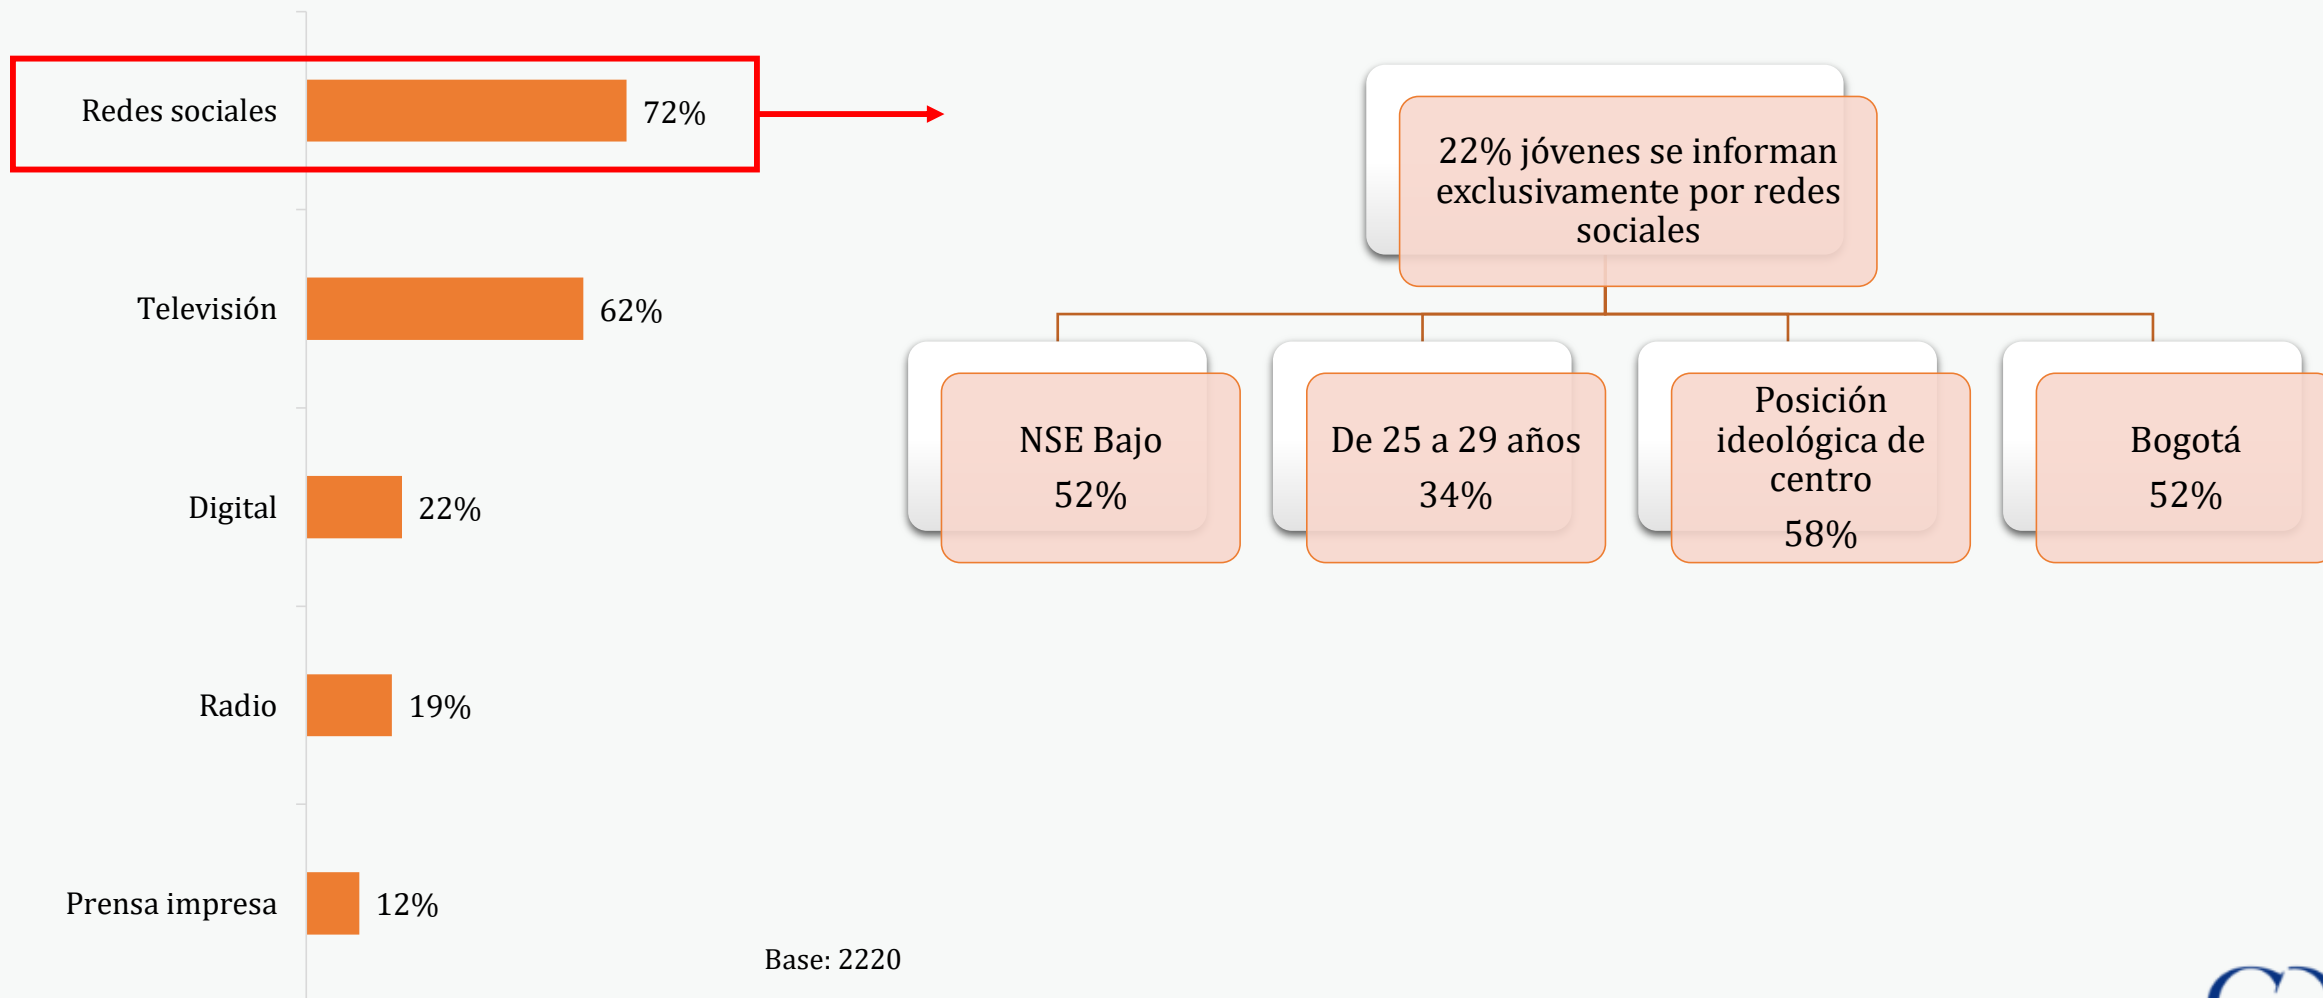 Redes sociales
72%
Televisión
62%
Digital
22%
Radio
19%
Prensa impresa
12%
Base: 2220
22% jóvenes se informan
exclusivamente por redes
sociales
NSE Bajo
52%
De 25 a 29 años
34%
Posición
ideológica de
centro
58%
Bogotá
52%